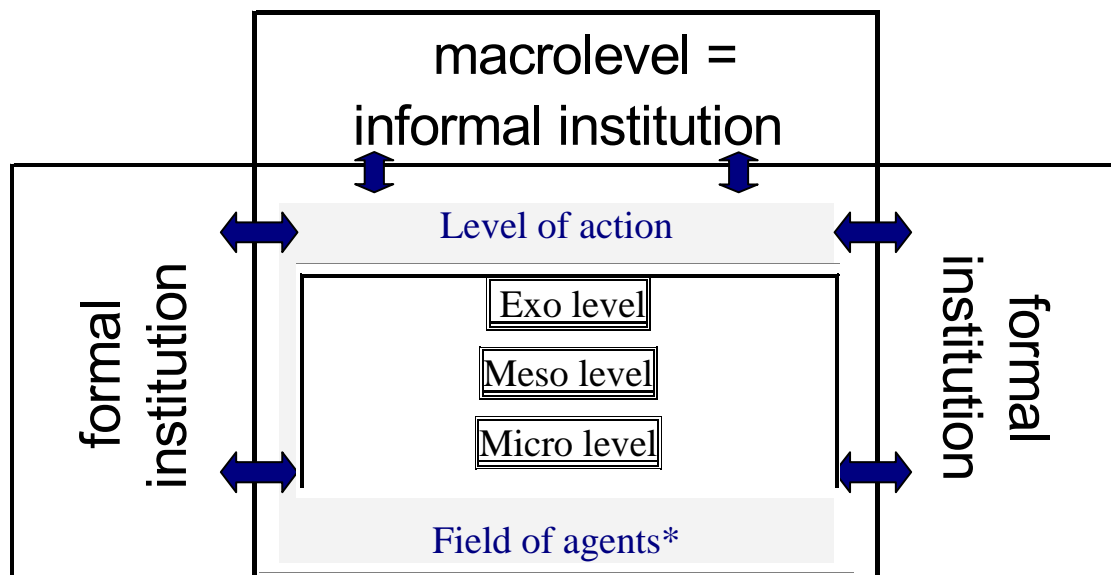 macrolevel =
informal institution
Level of action
formal
institution
Exo level
Meso level
Micro level
formal
institution
Field of agents*